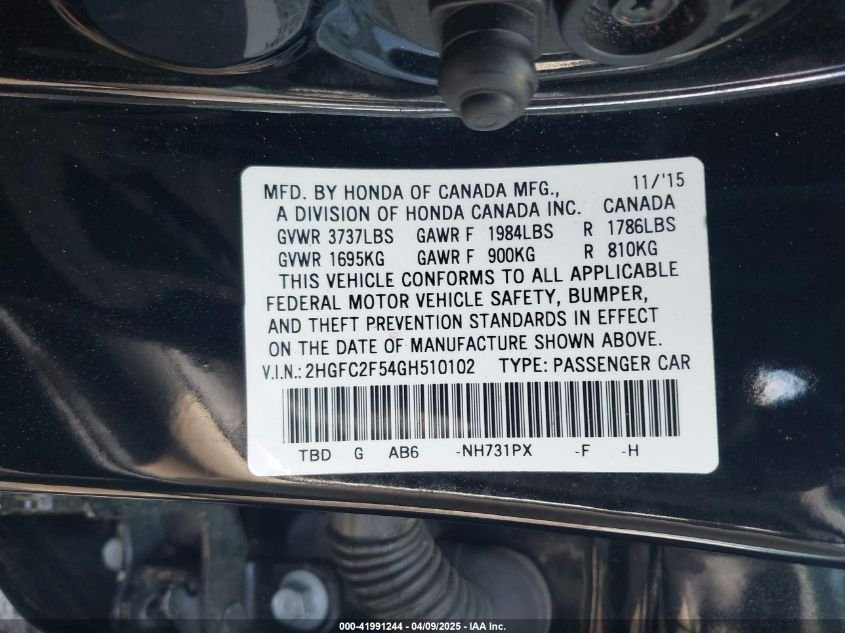 MFD. BY HONDA OF CANADA MFG., 11/'15
A DIVISION OF HONDA CANADA INC. CANADA
GVWR 3737LBS GAWR F 1984LBS R 1786LBS
GVWR 1695KG GAWR F 900KG R 810KG
THIS VEHICLE CONFORMS TO ALL APPLICABLE
FEDERAL MOTOR VEHICLE SAFETY, BUMPER,
AND THEFT PREVENTION STANDARDS IN EFFECT
ON THE DATE OF MANUFACTURE SHOWN ABOVE.
V.I.N.: 2HGFC2F54GH510102 TYPE: PASSENGER CAR
TBD G AB6 -NH731PX -F -H
000-41991244 - 04/09/2025 - IAA Inc.